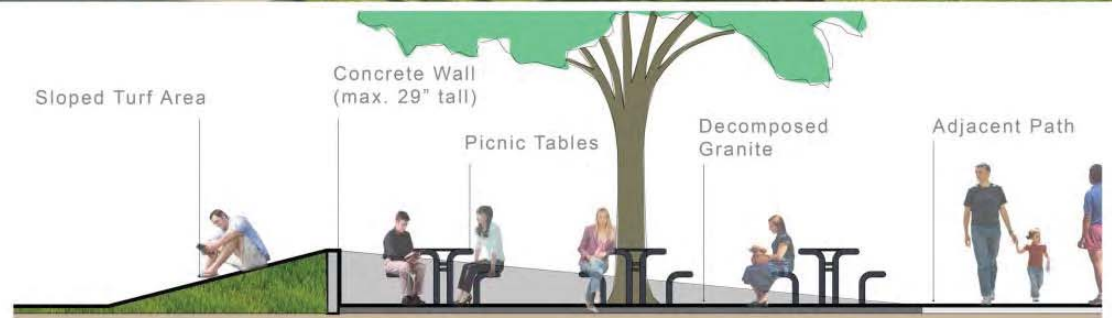 Sloped Turf Area
Concrete Wall
(max. 29” tall)
Picnic Tables
Decomposed
Granite
Adjacent Path